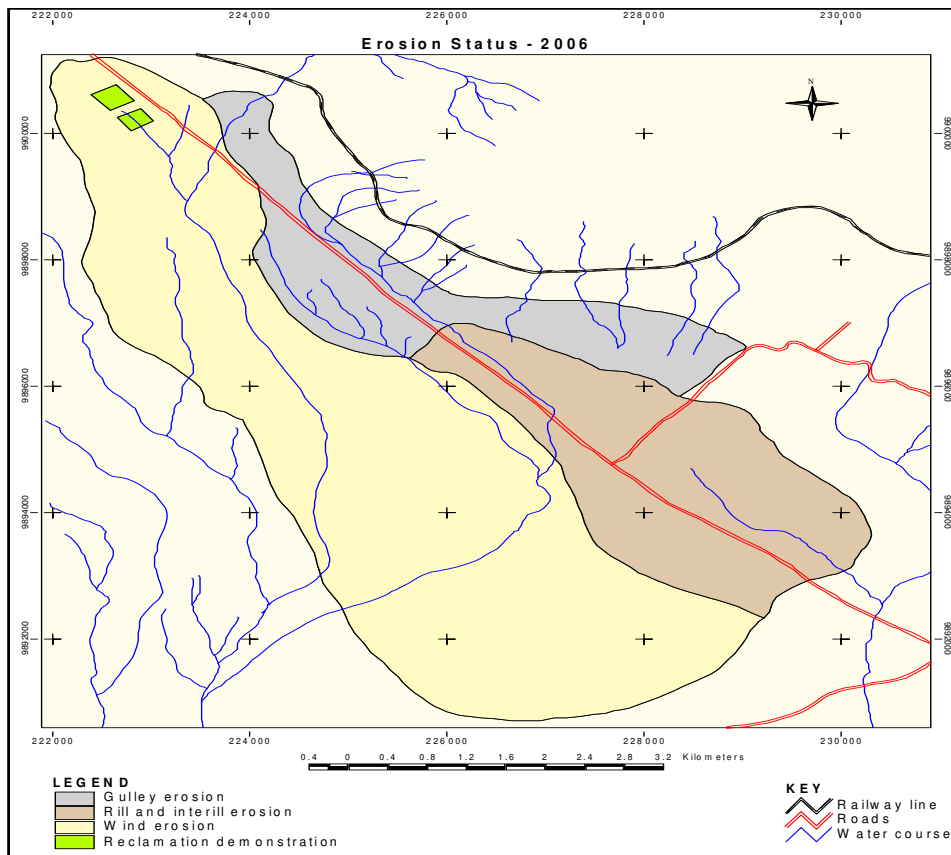 222000 224000 226000 228000 230000
Erosion Status - 2006
N
9900000 9900000
9898000 9898000
9896000 9896000
9894000 9894000
9892000 9892000
222000 224000 226000 228000 230000
0.4 0 0.4 0.8 1.2 1.6 2 2.4 2.8 3.2 Kilometers
LEGEND
Gulley erosion
Rill and interill erosion
Wind erosion
Reclamation demonstration
KEY
Railway line
Roads
Water course